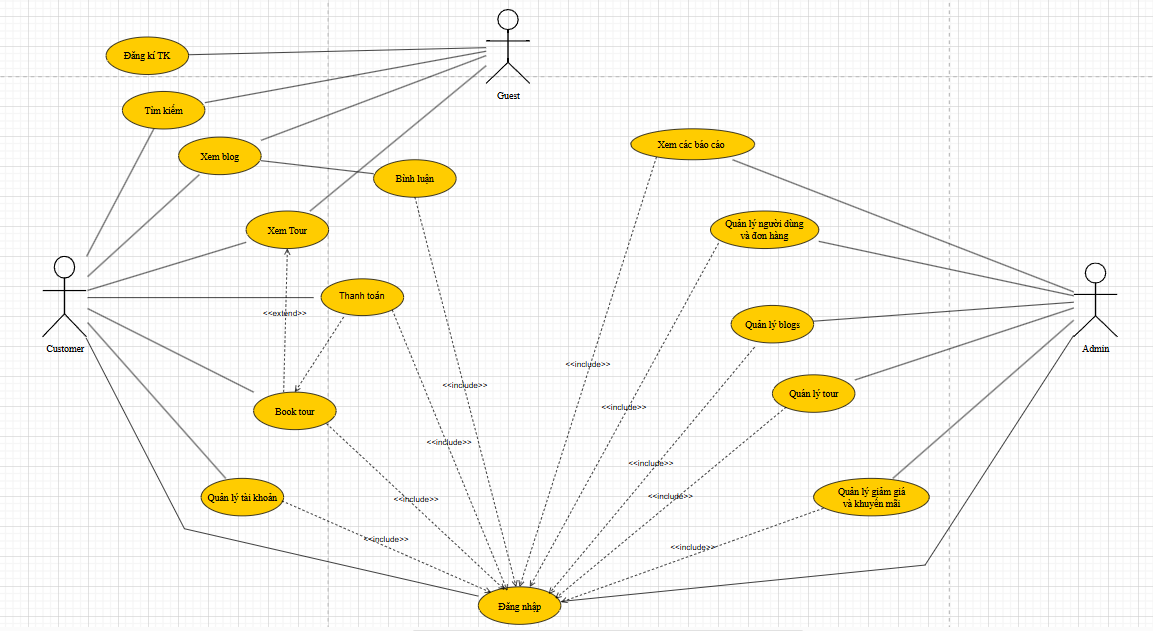 Guest
Đăng kí TK
Tìm kiếm
Xem blog
Bình luận
Xem các báo cáo
Xem Tour
Quản lý người dùng
và đơn hàng
Thanh toán
<<extend>>
Customer
Quản lý blogs
Admin
<<include>>
<<include>>
Quản lý tour
<<include>>
Book tour
<<include>>
<<include>>
<<include>>
<<include>>
Quản lý tài khoản
Quản lý giảm giá
và khuyến mãi
<<include>>
<<include>>
Đăng nhập